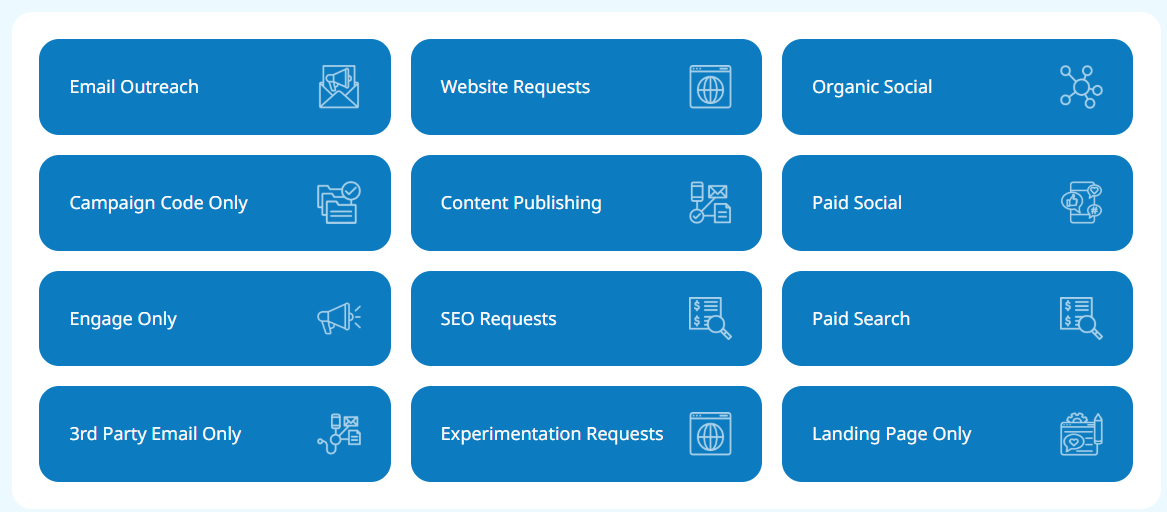 Email Outreach
Website Requests
Organic Social
Campaign Code Only
Content Publishing
Paid Social
Engage Only
SEO Requests
Paid Search
3rd Party Email Only
Experimentation Requests
Landing Page Only